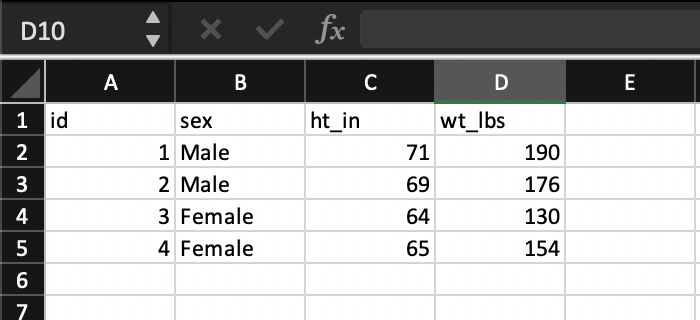 D10 fx
A B C D E
1 id sex ht_in wt_lbs
2 1 Male 71 190
3 2 Male 69 176
4 3 Female 64 130
5 4 Female 65 154
6
7